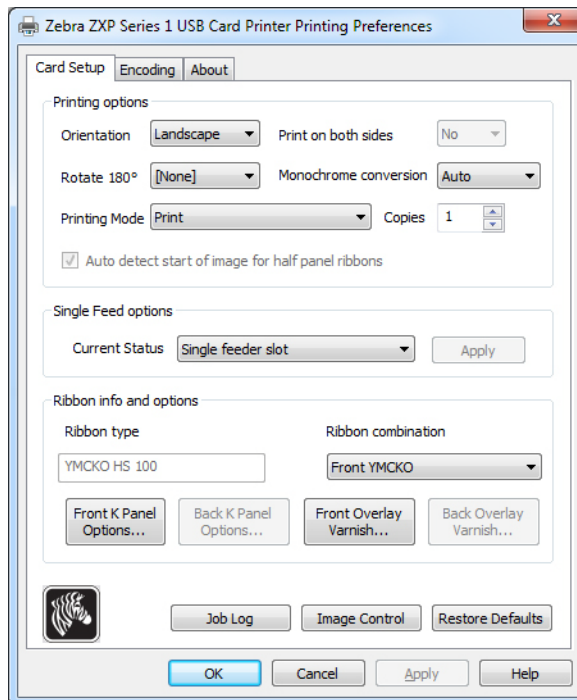 Zebra ZXP Series 1 USB Card Printer Printing Preferences
Card Setup Encoding About
Printing options
Orientation Landscape Print on both sides No
Rotate 180° [None] Monochrome conversion Auto
Printing Mode Print Copies 1
Auto detect start of image for half panel ribbons
Single Feed options
Current Status Single feeder slot Apply
Ribbon info and options
Ribbon type Ribbon combination
YMCKO HS 100 Front YMCKO
Front K Panel Options... Back K Panel Options... Front Overlay Varnish... Back Overlay Varnish...
Job Log Image Control Restore Defaults
OK Cancel Apply Help